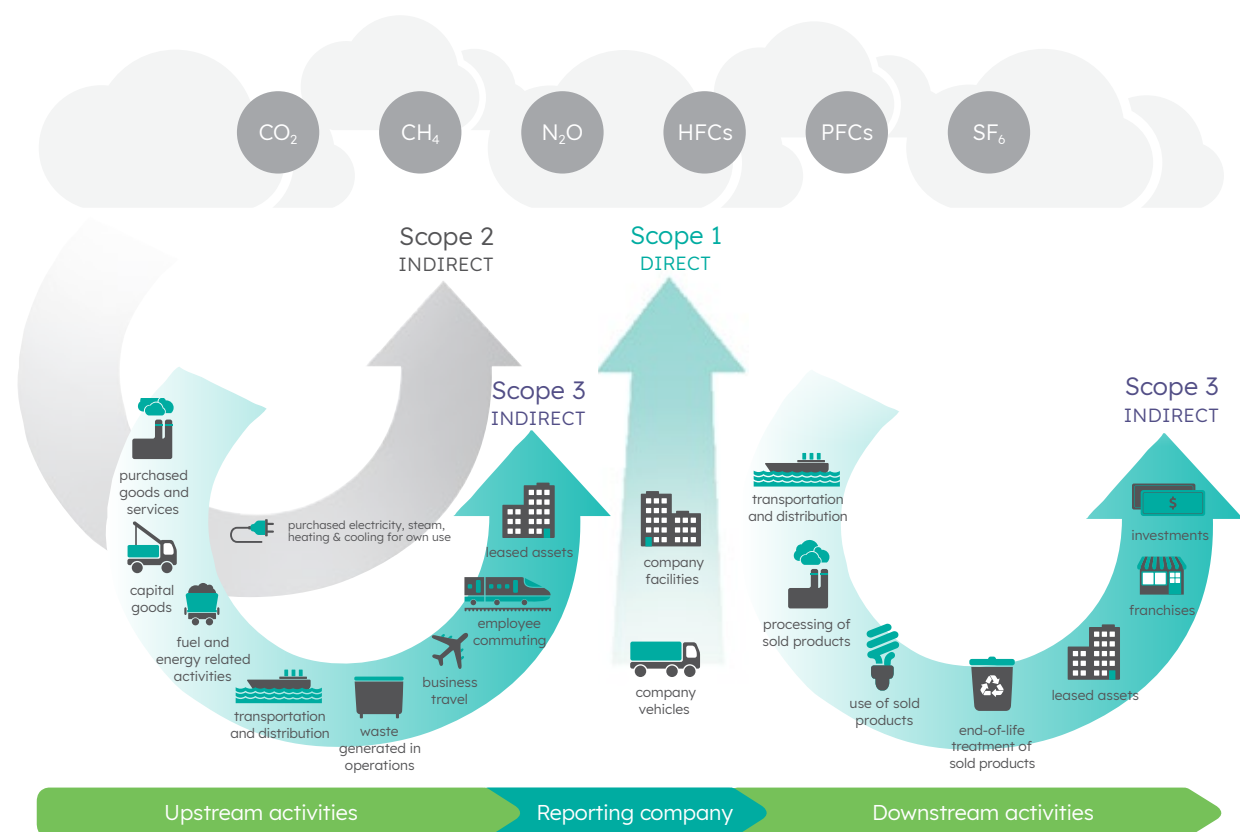 CO₂
CH₄
N₂O
HFCs
PFCs
SF₆
Scope 2
INDIRECT
Scope 1
DIRECT
Scope 3
INDIRECT
Scope 3
INDIRECT
purchased
goods and
services
capital
goods
fuel and
energy related
activities
transportation
and distribution
waste
generated in
operations
business
travel
employee
commuting
leased assets
purchased electricity, steam,
heating & cooling for own use
company
facilities
company
vehicles
transportation
and distribution
processing of
sold products
use of sold
products
end-of-life
treatment of
sold products
leased assets
franchises
investments
$
Upstream activities
Reporting company
Downstream activities